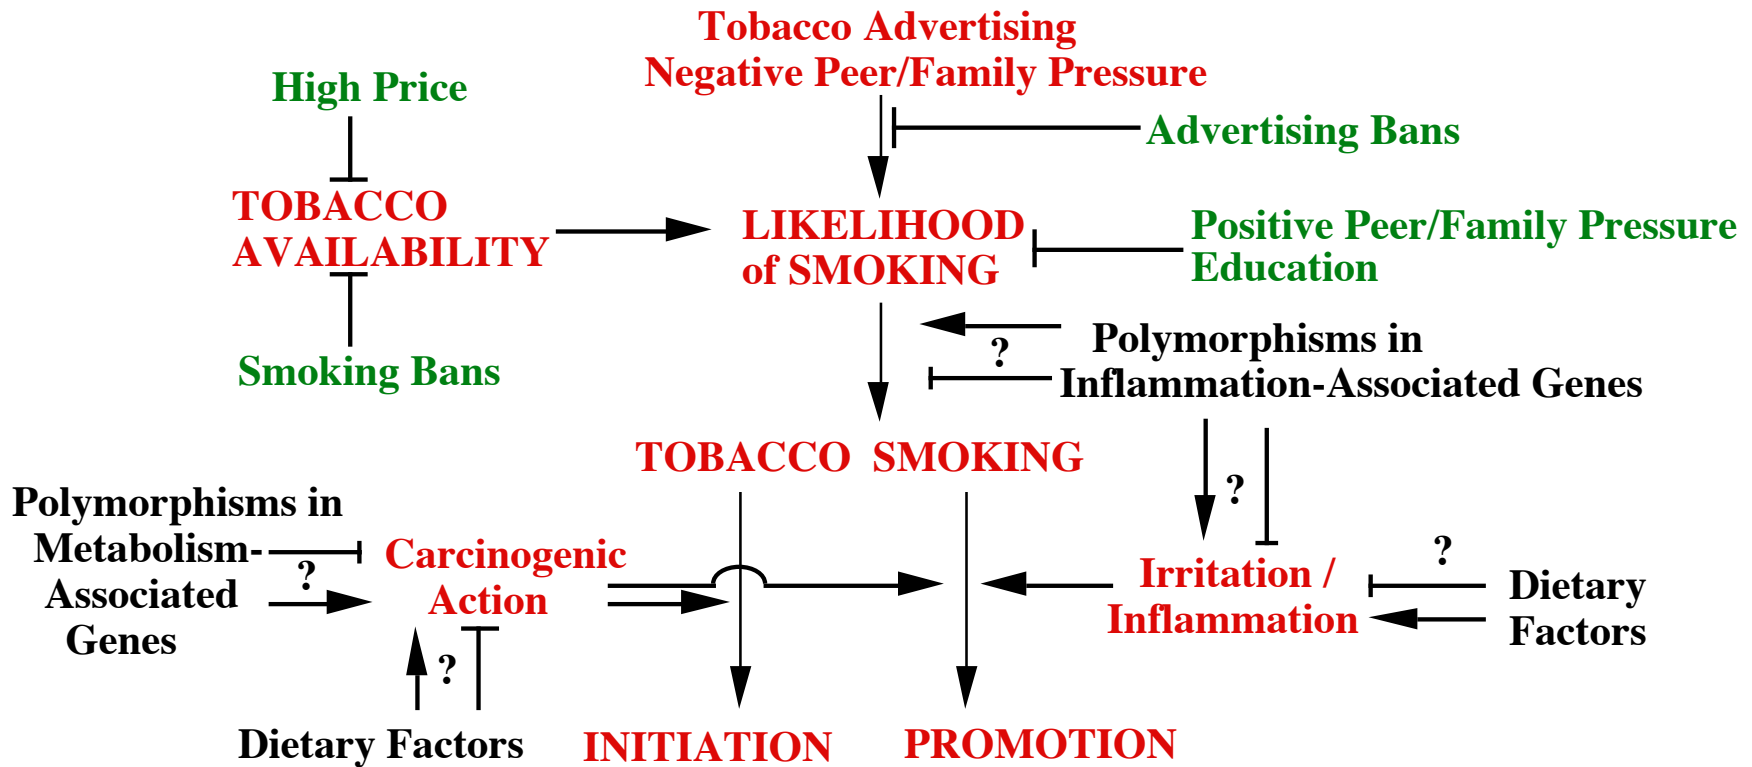 Tobacco Advertising
Negative Peer/Family Pressure
High Price
Advertising Bans
TOBACCO
AVAILABILITY
LIKELIHOOD
of SMOKING
Positive Peer/Family Pressure
Education
Smoking Bans
?
Polymorphisms in
Inflammation-Associated Genes
TOBACCO SMOKING
?
Polymorphisms in
Metabolism-
Associated
Genes
?
Carcinogenic
Action
Irritation /
Inflammation
?
Dietary
Factors
?
Dietary Factors
INITIATION
PROMOTION